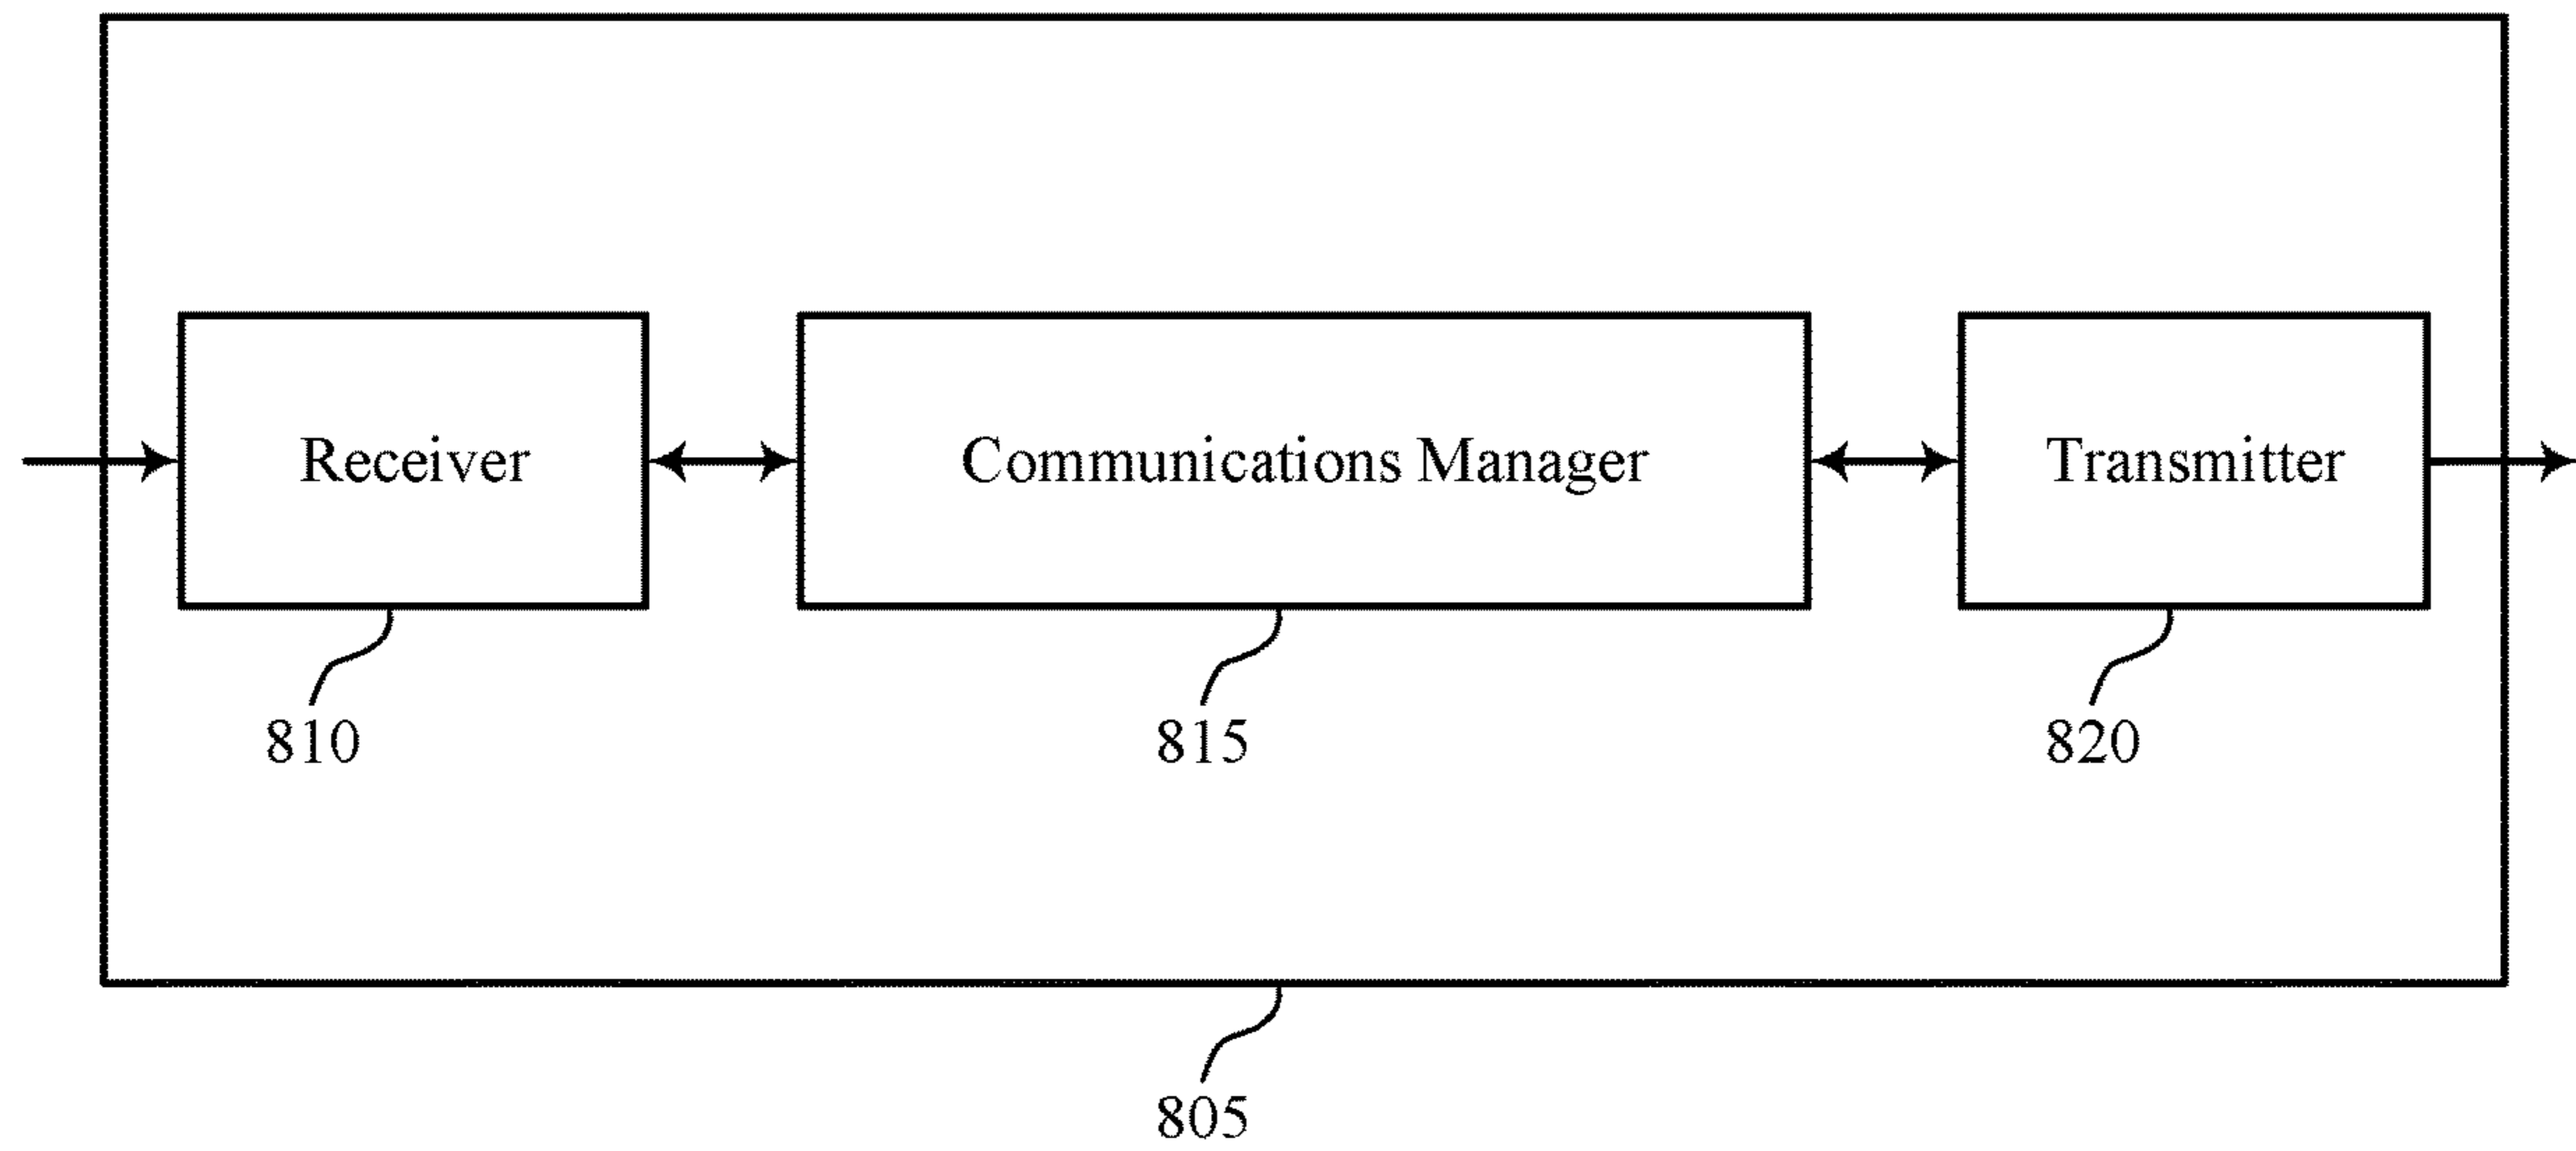 Receiver
Communications Manager
Transmitter
810
815
820
805